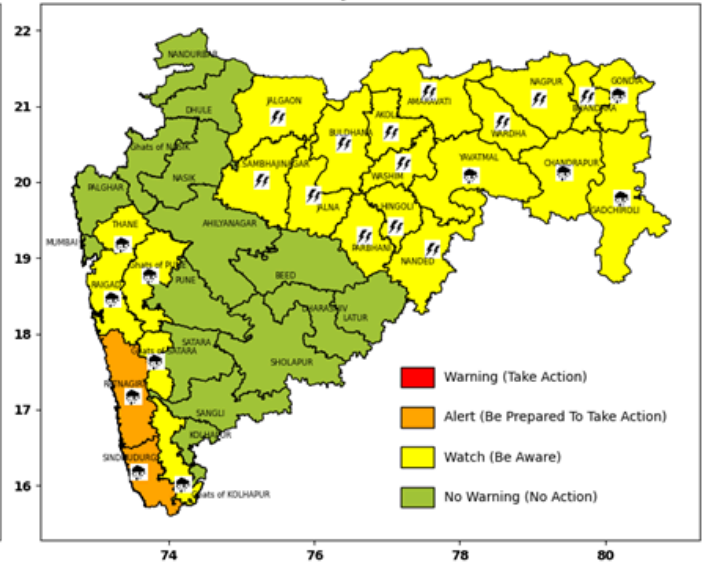 22
21
20
19
18
17
16
NANDURBAR
DHULE
JALGAON
Ghats of NASIK
NASIK
PALGHAR
MUMBAI
THANE
AHILYANAGAR
SAMBHAJINAGAR
JALNA
BULDHANA
AKOLA
AMARAVATI
WASHIM
HINGOLI
PARBHANI
NANDED
YAVATMAL
WARDHA
NAGPUR
BHANDARA
GONDIA
CHANDRAPUR
GADCHIROLI
RAIGAD
Ghats of PUNE
PUNE
BEED
DHARASHIV
LATUR
SATARA
Ghats of SATARA
SHOLAPUR
RATNAGIRI
SANGLI
KOLHAPUR
SINDHUDURG
Ghats of KOLHAPUR
Warning (Take Action)
Alert (Be Prepared To Take Action)
Watch (Be Aware)
No Warning (No Action)
74
76
78
80